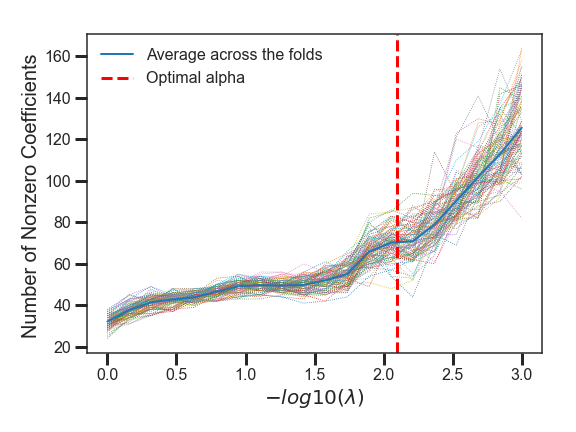 Average across the folds
Optimal alpha
Number of Nonzero Coefficients
160
140
120
100
80
60
40
20
0.0 0.5 1.0 1.5 2.0 2.5 3.0
−log10(λ)